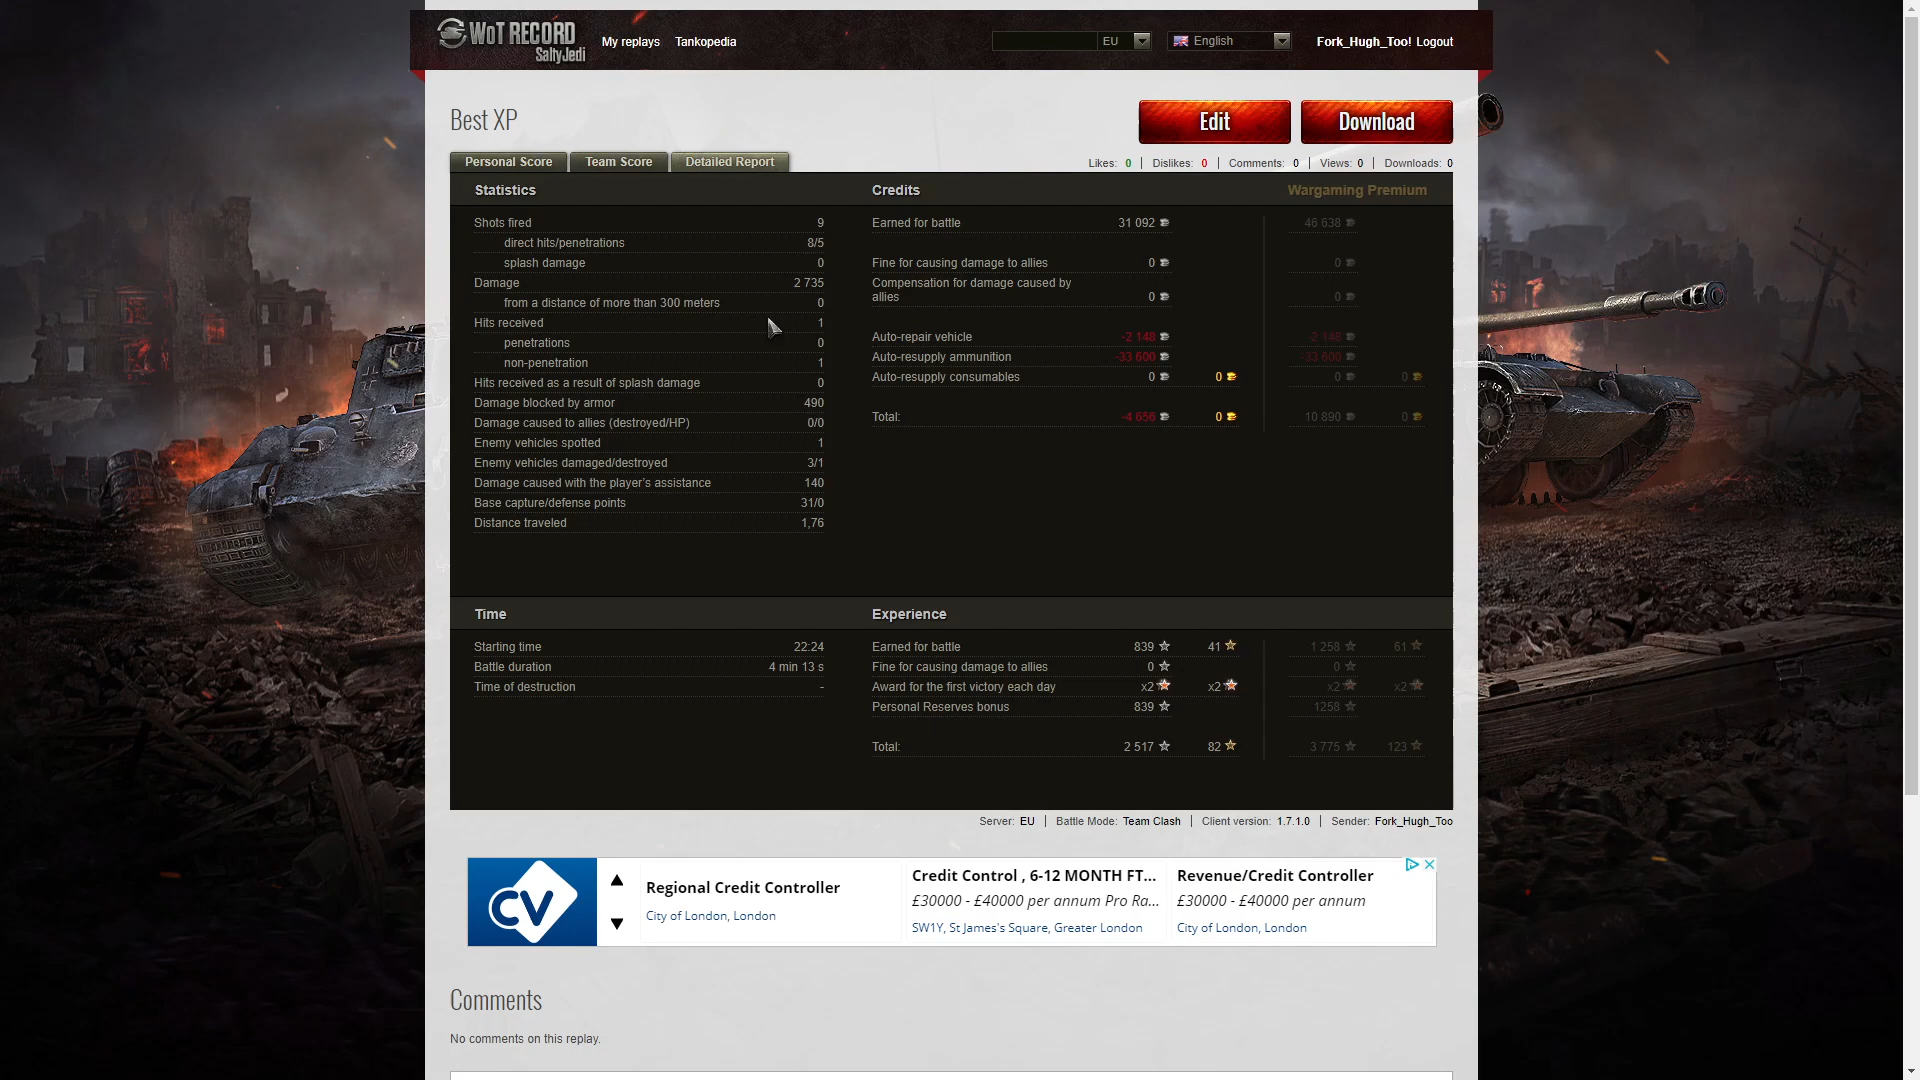 WOT RECORD
SaltyJedi
My replays Tankopedia
EU
English
Fork_Hugh_Too! Logout
Best XP
Edit Download
Personal Score Team Score Detailed Report
Likes: 0 | Dislikes: 0 | Comments: 0 | Views: 0 | Downloads: 0
Statistics
Shots fired 9
direct hits/penetrations 8/5
splash damage 0
Damage 2 735
from a distance of more than 300 meters 0
Hits received 1
penetrations 0
non-penetration 1
Hits received as a result of splash damage 0
Damage blocked by armor 490
Damage caused to allies (destroyed/HP) 0/0
Enemy vehicles spotted 1
Enemy vehicles damaged/destroyed 3/1
Damage caused with the player's assistance 140
Base capture/defense points 31/0
Distance traveled 1,76
Credits Wargaming Premium
Earned for battle 31 092 46 638
Fine for causing damage to allies 0 0
Compensation for damage caused by
allies 0 0
Auto-repair vehicle -2 148 -2 148
Auto-resupply ammunition -33 600 -33 600
Auto-resupply consumables 0 0 0 0
Total: -4 656 0 10 890 0
Time
Starting time 22:24
Battle duration 4 min 13 s
Time of destruction -
Experience
Earned for battle 839 41 1 258 61
Fine for causing damage to allies 0 0
Award for the first victory each day x2 x2 x2 x2
Personal Reserves bonus 839 1258
Total: 2 517 82 3 775 123
Server: EU | Battle Mode: Team Clash | Client version: 1.7.1.0 | Sender: Fork_Hugh_Too
CV
Regional Credit Controller
City of London, London
Credit Control , 6-12 MONTH FT...
£30000 - £40000 per annum Pro Ra...
SW1Y, St James's Square, Greater London
Revenue/Credit Controller
£30000 - £40000 per annum
City of London, London
Comments
No comments on this replay.